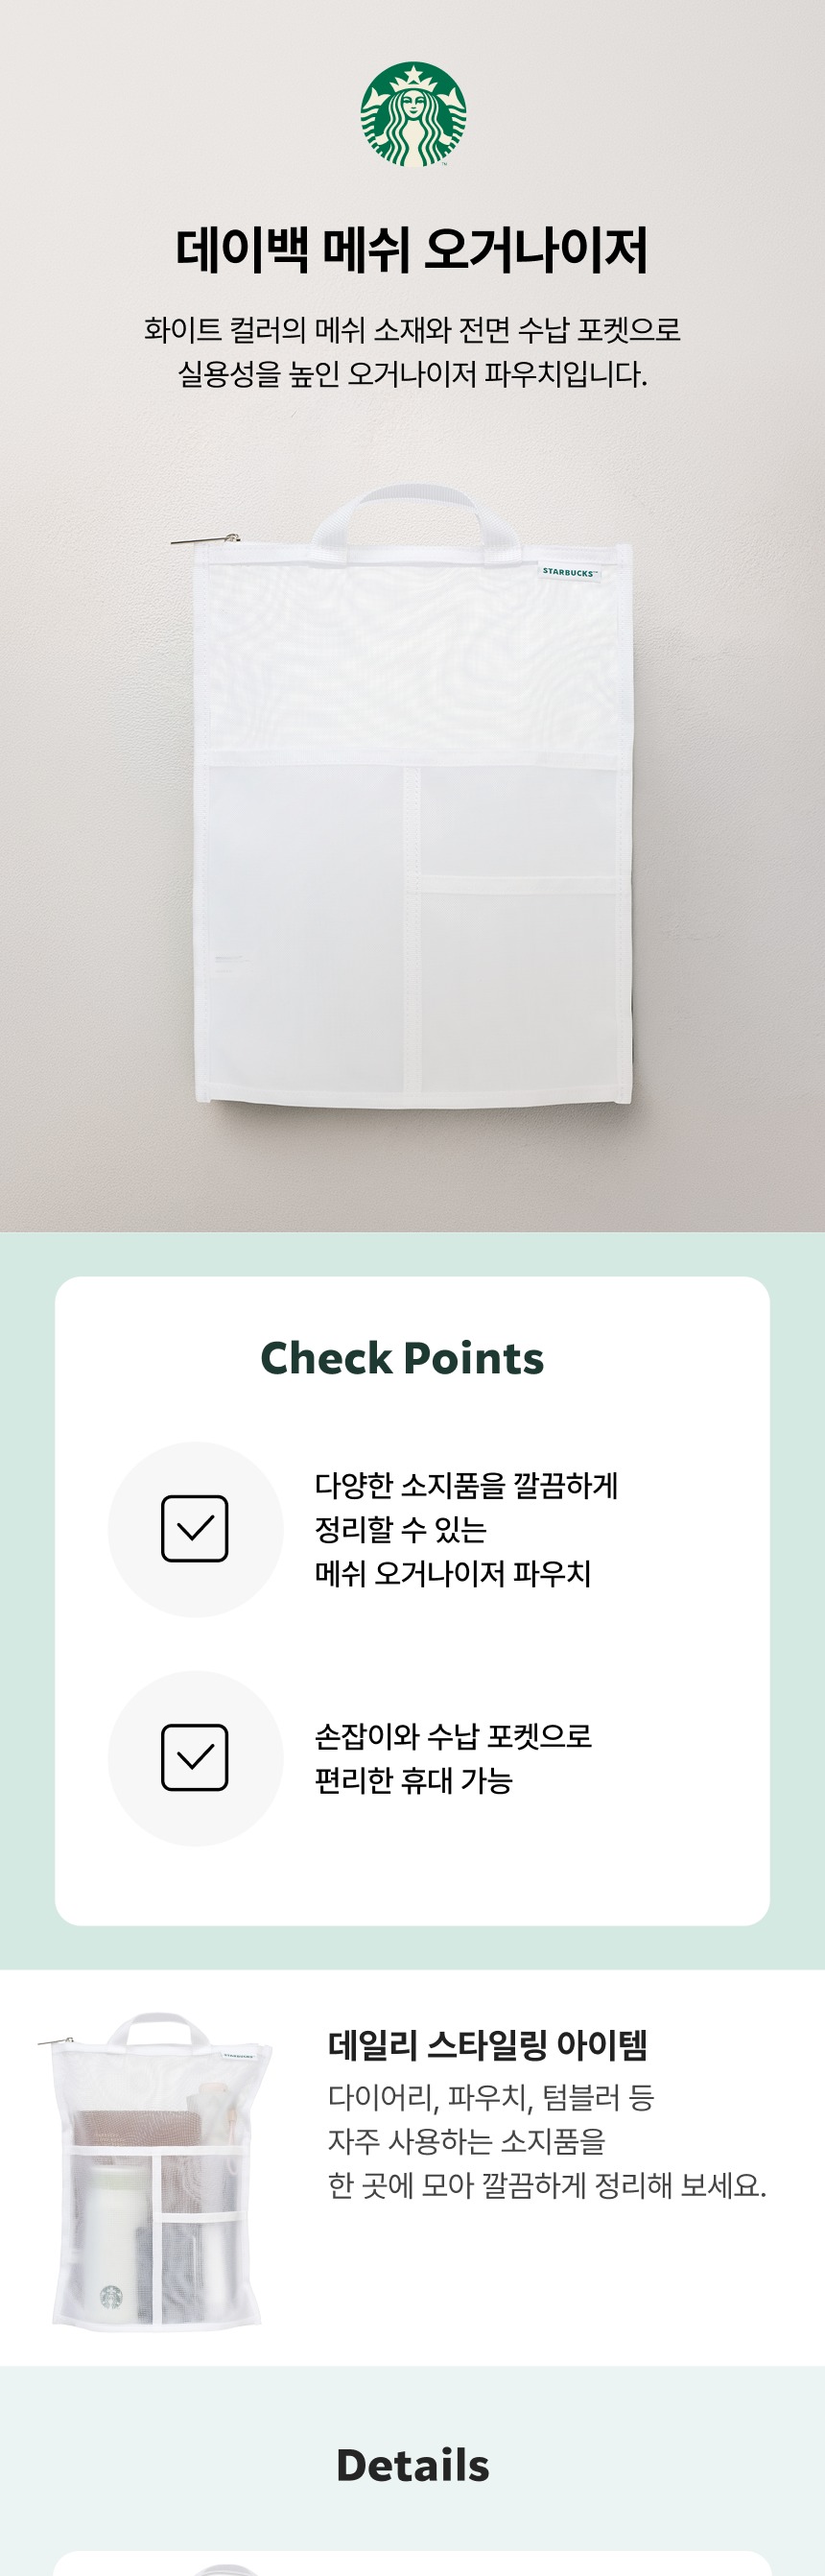 데이백 메쉬 오거나이저
화이트 컬러의 메쉬 소재와 전면 수납 포켓으로
실용성을 높인 오거나이저 파우치입니다.
STARBUCKS™
Check Points
다양한 소지품을 깔끔하게
정리할 수 있는
메쉬 오거나이저 파우치
손잡이와 수납 포켓으로
편리한 휴대 가능
STARBUCKS™
데일리 스타일링 아이템
다이어리, 파우치, 텀블러 등
자주 사용하는 소지품을
한 곳에 모아 깔끔하게 정리해 보세요.
Details